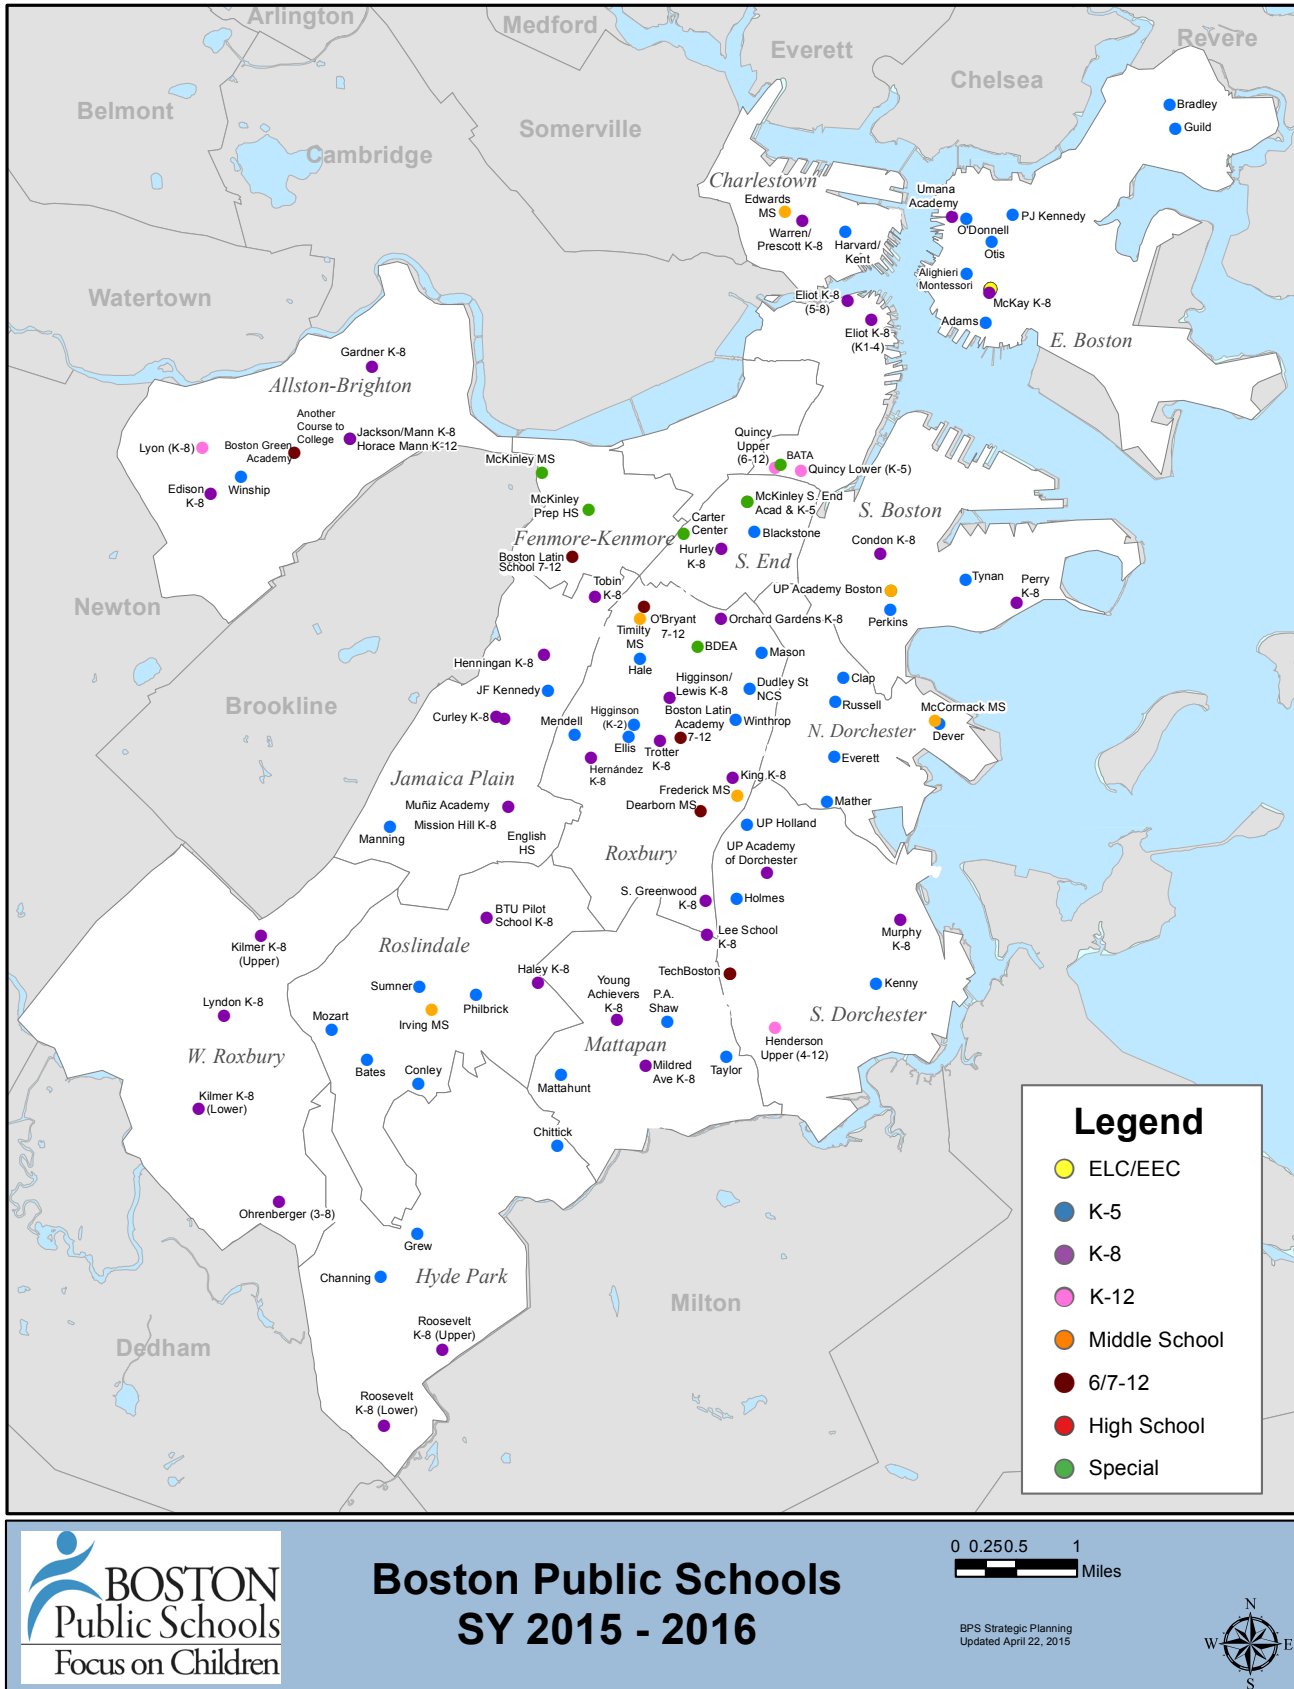 Arlington
Medford
Everett
Revere
Chelsea
Belmont
Somerville
Cambridge
Watertown
Newton
Brookline
Dedham
Milton
Bradley
Guild
Charlestown
Edwards
MS
Warren/
Prescott K-8
Harvard/
Kent
Umana
Academy
O'Donnell
PJ Kennedy
Otis
Alighieri
Montessori
McKay K-8
Adams
E. Boston
Eliot K-8
(5-8)
Eliot K-8
(K1-4)
Gardner K-8
Allston-Brighton
Another
Course to
College
Jackson/Mann K-8
Horace Mann K-12
Lyon (K-8)
Boston Green
Academy
Edison
K-8
Winship
McKinley MS
McKinley
Prep HS
Fenmore-Kenmore
Boston Latin
School 7-12
Quincy
Upper
(6-12)
BATA
Quincy Lower (K-5)
McKinley S. End
Acad & K-5
Carter
Center
Blackstone
Hurley
K-8
S. End
S. Boston
Condon K-8
Tynan
Perry
K-8
UP Academy Boston
Perkins
Tobin
K-8
O'Bryant
7-12
Timilty
MS
Hale
Orchard Gardens K-8
BDEA
Mason
Henningan K-8
JF Kennedy
Curley K-8
Higginson/
Lewis K-8
Dudley St
NCS
Boston Latin
Academy
7-12
Winthrop
Mendell
Higginson
(K-2)
Ellis
Trotter
K-8
Hernández
K-8
Clap
Russell
McCormack MS
Dever
N. Dorchester
Everett
Mather
King K-8
Frederick MS
Dearborn MS
Jamaica Plain
Muñiz Academy
Mission Hill K-8
English
HS
Manning
UP Holland
UP Academy
of Dorchester
Roxbury
S. Greenwood
K-8
Holmes
Lee School
K-8
Murphy
K-8
BTU Pilot
School K-8
Kilmer K-8
(Upper)
Roslindale
Haley K-8
TechBoston
Kenny
Sumner
Philbrick
Irving MS
Young
Achievers
K-8
P.A.
Shaw
Lyndon K-8
Mozart
S. Dorchester
Henderson
Upper (4-12)
Mattapan
W. Roxbury
Bates
Conley
Mattahunt
Mildred
Ave K-8
Taylor
Kilmer K-8
(Lower)
Chittick
Ohrenberger (3-8)
Grew
Channing
Hyde Park
Roosevelt
K-8 (Upper)
Roosevelt
K-8 (Lower)
Legend
ELC/EEC
K-5
K-8
K-12
Middle School
6/7-12
High School
Special
BOSTON
Public Schools
Focus on Children
Boston Public Schools
SY 2015 - 2016
0 0.25 0.5 1
Miles
BPS Strategic Planning
Updated April 22, 2015
N
W
E
S